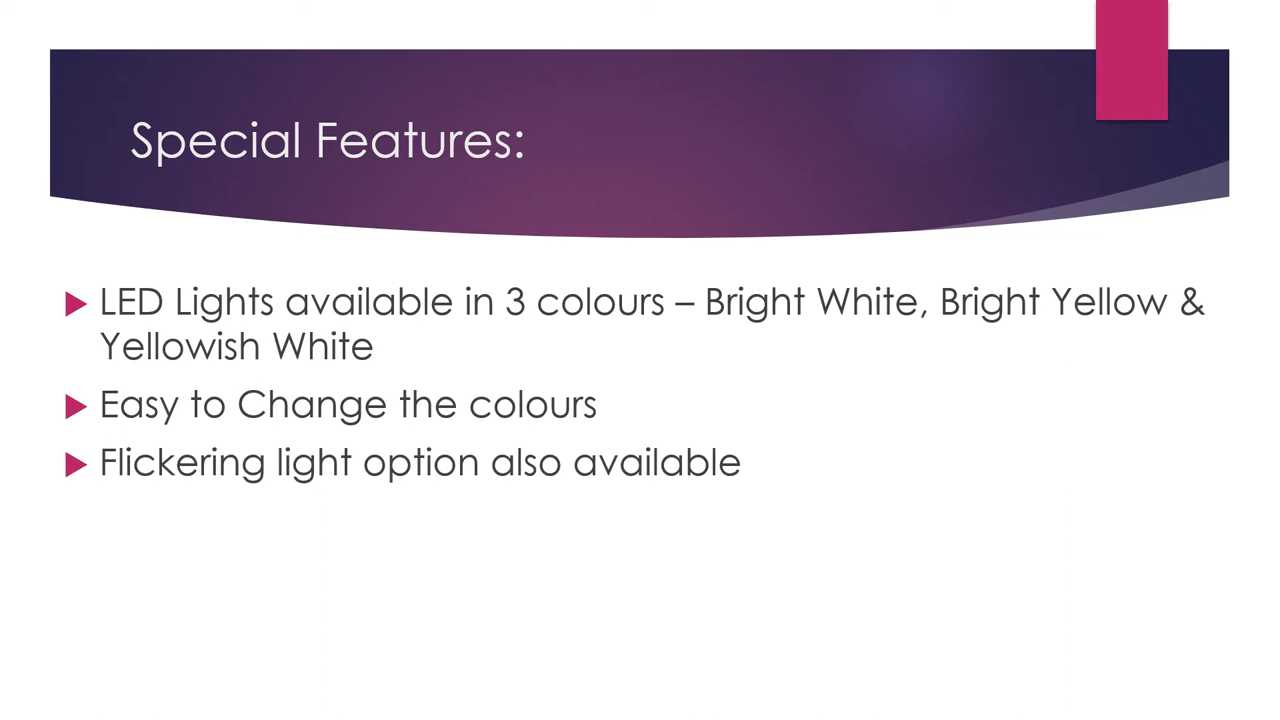 Special Features:
LED Lights available in 3 colours – Bright White, Bright Yellow &
Yellowish White
Easy to Change the colours
Flickering light option also available